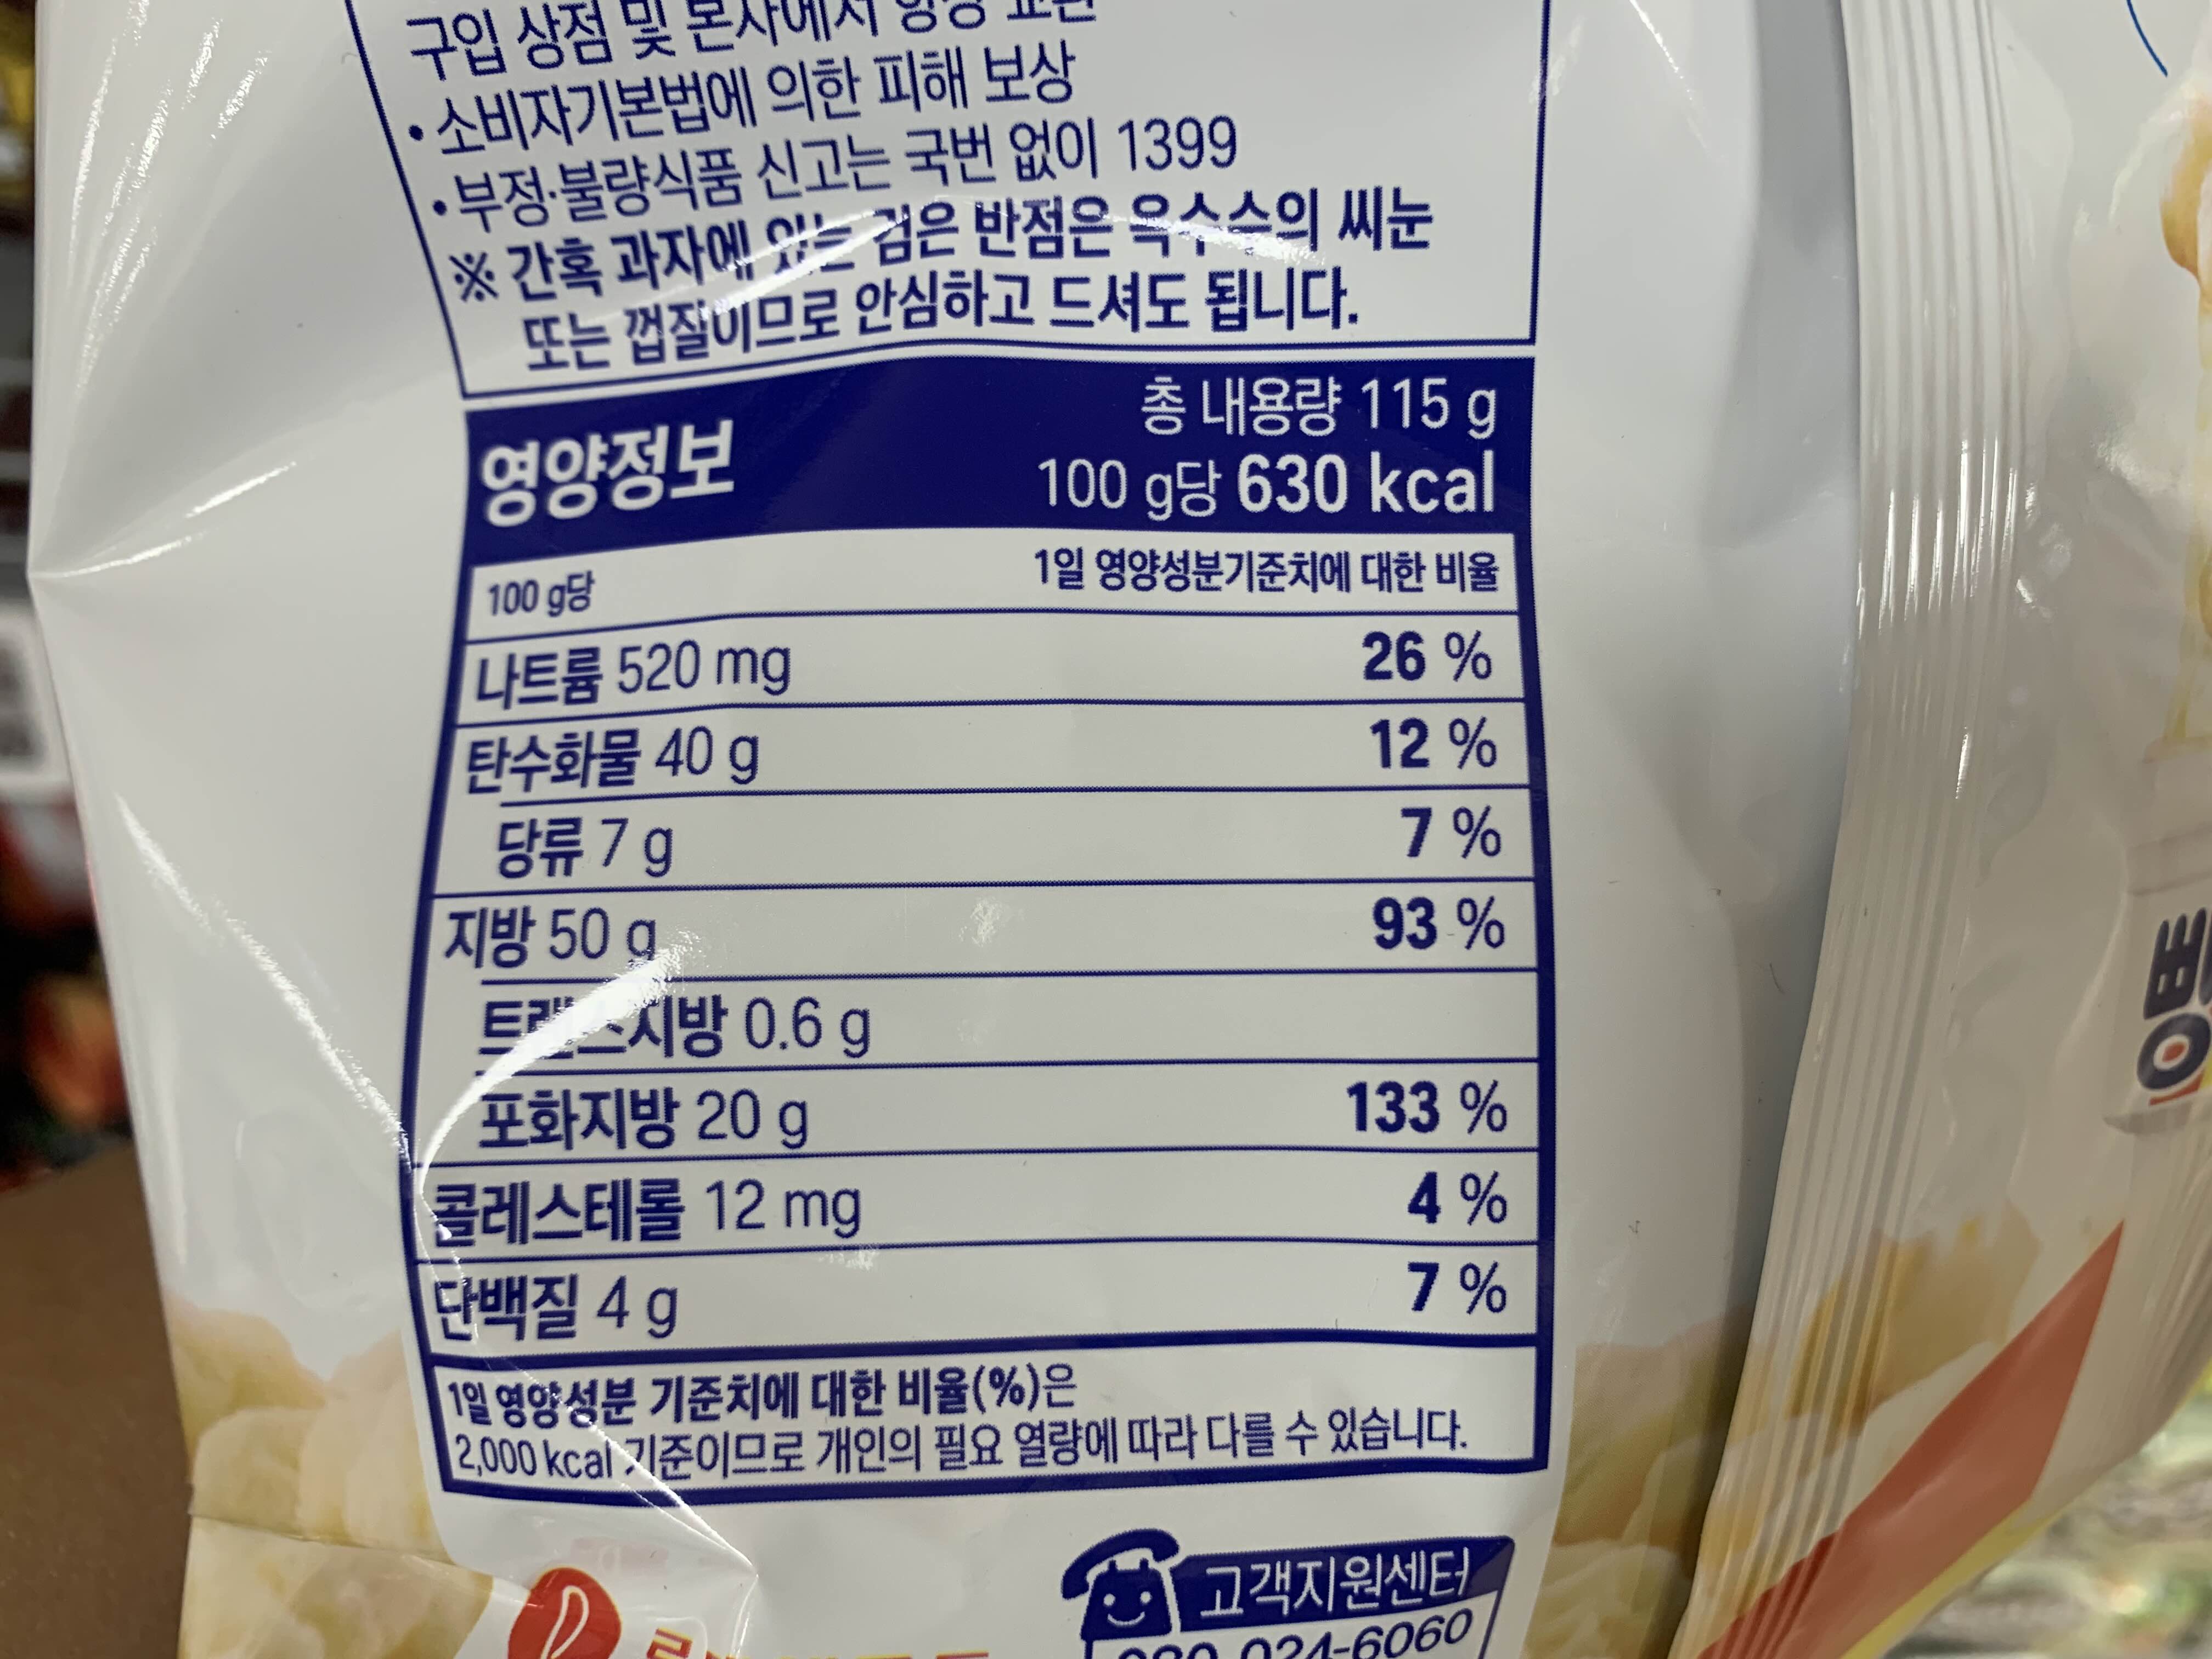 구입 상점 및 본사에서 항상 교환
• 소비자기본법에 의한 피해 보상
• 부정·불량식품 신고는 국번 없이 1399
※ 간혹 과자에 있는 검은 반점은 옥수수의 씨눈
또는 껍질이므로 안심하고 드셔도 됩니다.
영양정보
총 내용량 115 g
100 g당 630 kcal
100 g당 1일 영양성분기준치에 대한 비율
나트륨 520 mg 26 %
탄수화물 40 g 12 %
당류 7 g 7 %
지방 50 g 93 %
트랜스지방 0.6 g
포화지방 20 g 133 %
콜레스테롤 12 mg 4 %
단백질 4 g 7 %
1일 영양성분 기준치에 대한 비율(%)은
2,000 kcal 기준이므로 개인의 필요 열량에 따라 다를 수 있습니다.
고객지원센터
080-024-6060